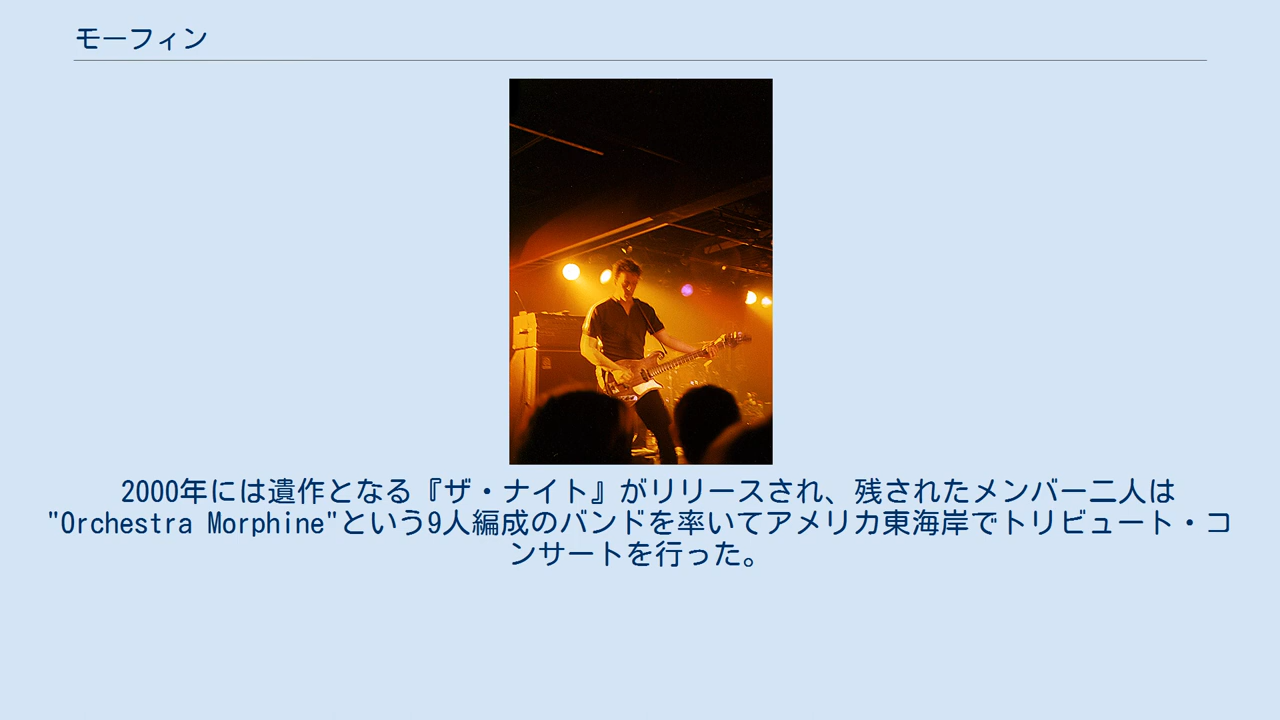 モーフィン
2000年には遺作となる『ザ・ナイト』がリリースされ、残されたメンバー二人は
"Orchestra Morphine"という9人編成のバンドを率いてアメリカ東海岸でトリビュート・コ
ンサートを行った。